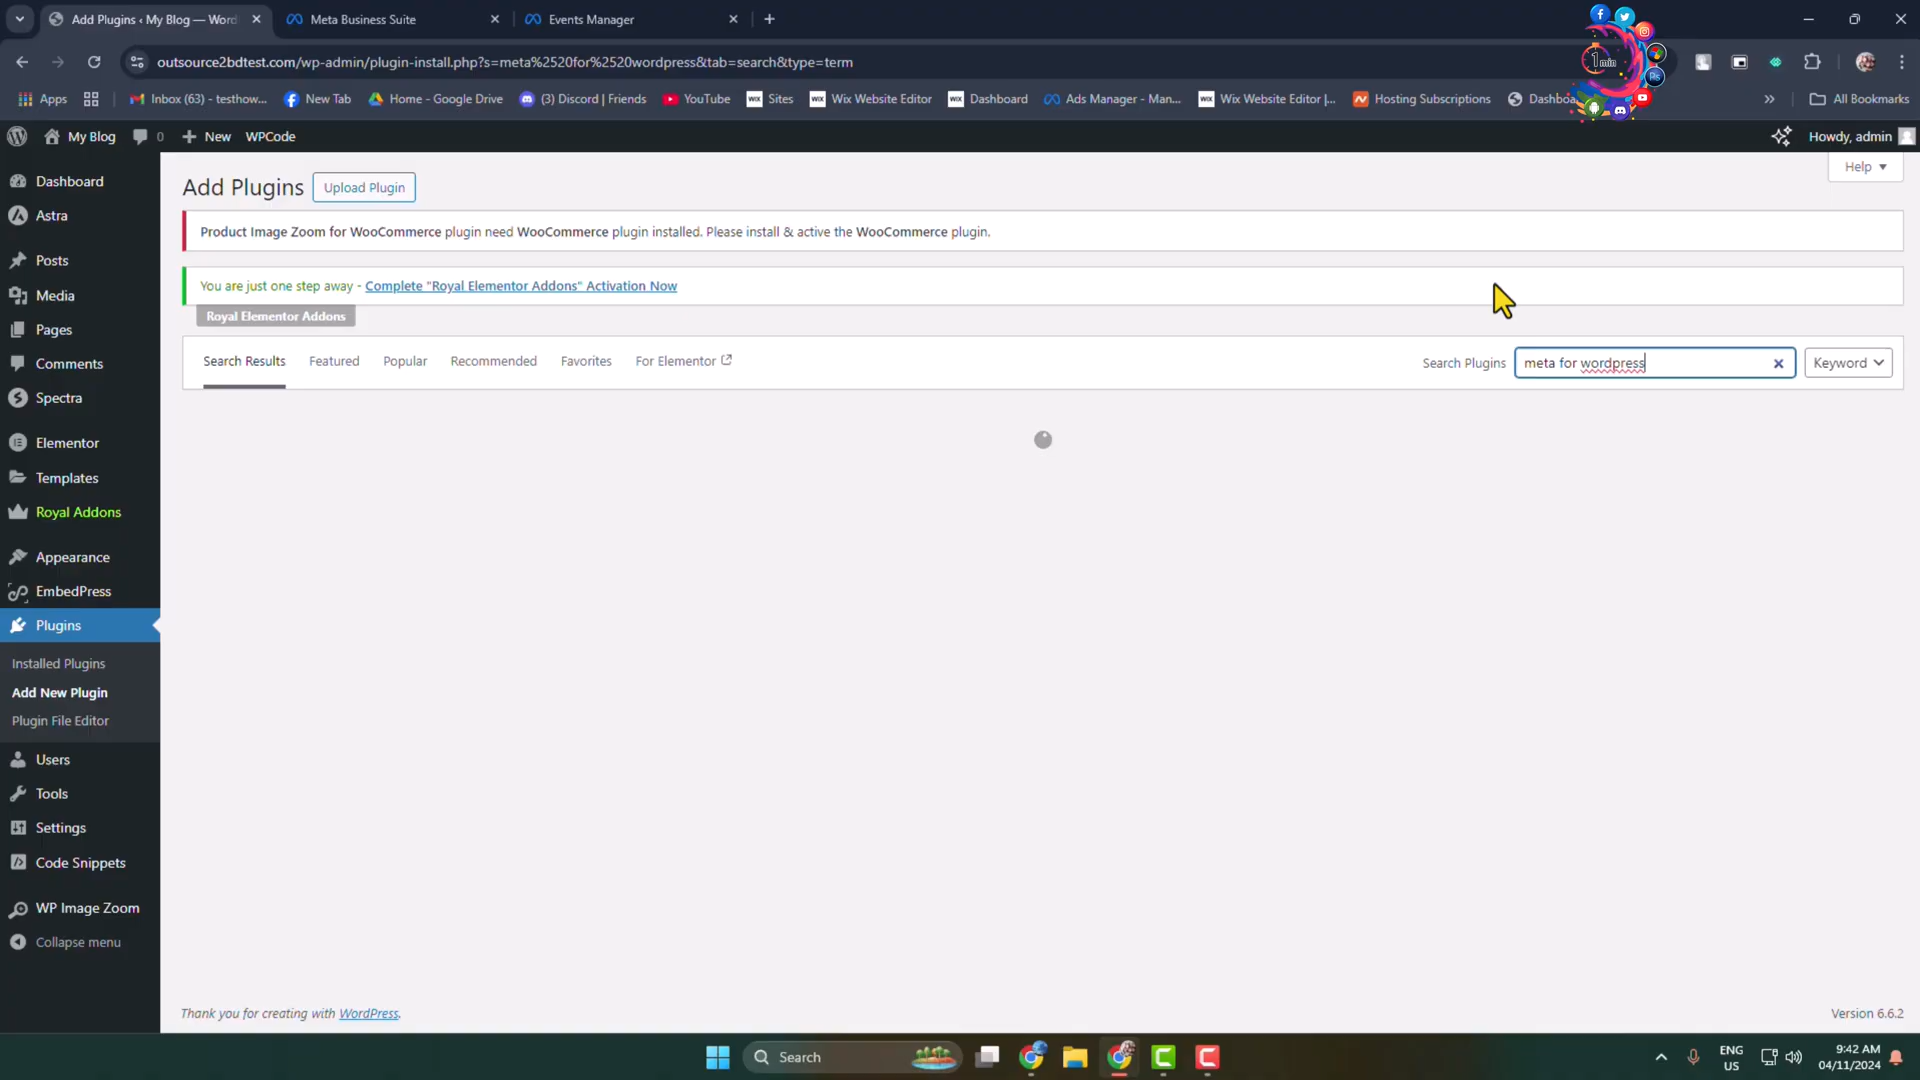 Add Plugins ‹ My Blog — Word
Meta Business Suite
Events Manager
outsource2bdtest.com/wp-admin/plugin-install.php?s=meta%2520for%2520wordpress&tab=search&type=term
1min
Ps
Apps
Inbox (63) - testhow...
New Tab
Home - Google Drive
(3) Discord | Friends
YouTube
WIX Sites
WIX Wix Website Editor
WIX Dashboard
Ads Manager - Man...
WIX Wix Website Editor |...
Hosting Subscriptions
Dashboa
All Bookmarks
My Blog
0
New
WPCode
Howdy, admin
Dashboard
Astra
Posts
Media
Pages
Comments
Spectra
Elementor
Templates
Royal Addons
Appearance
EmbedPress
Plugins
Installed Plugins
Add New Plugin
Plugin File Editor
Users
Tools
Settings
Code Snippets
WP Image Zoom
Collapse menu
Help
Add Plugins
Upload Plugin
Product Image Zoom for WooCommerce plugin need WooCommerce plugin installed. Please install & active the WooCommerce plugin.
You are just one step away - Complete "Royal Elementor Addons" Activation Now
Royal Elementor Addons
Search Results
Featured
Popular
Recommended
Favorites
For Elementor
Search Plugins
meta for wordpress
Keyword
Thank you for creating with WordPress.
Version 6.6.2
Search
ENG
US
9:42 AM
04/11/2024